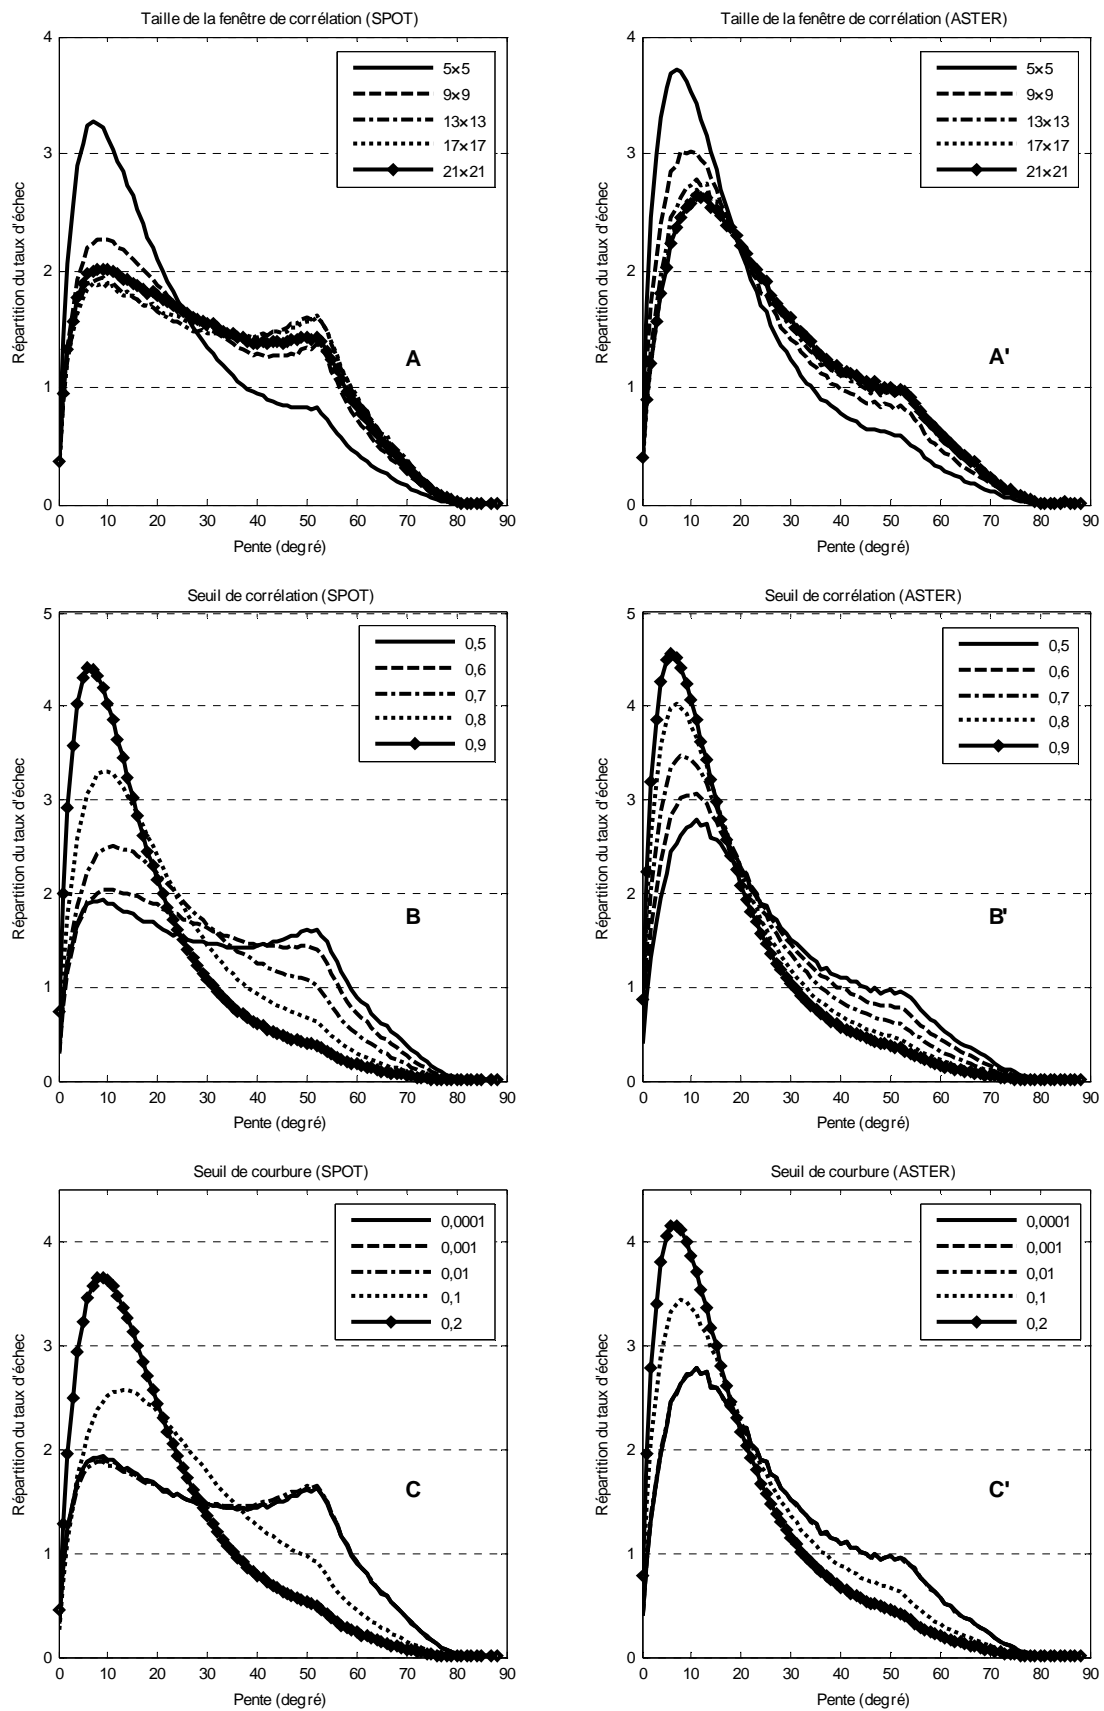 Taille de la fenêtre de corrélation (SPOT)
4
3
2
1
0
Répartition du taux d'échec
5×5
9×9
13×13
17×17
21×21
A
0 10 20 30 40 50 60 70 80 90
Pente (degré)
Taille de la fenêtre de corrélation (ASTER)
4
3
2
1
0
Répartition du taux d'échec
5×5
9×9
13×13
17×17
21×21
A'
0 10 20 30 40 50 60 70 80 90
Pente (degré)
Seuil de corrélation (SPOT)
5
4
3
2
1
0
Répartition du taux d'échec
0,5
0,6
0,7
0,8
0,9
B
0 10 20 30 40 50 60 70 80 90
Pente (degré)
Seuil de corrélation (ASTER)
5
4
3
2
1
0
Répartition du taux d'échec
0,5
0,6
0,7
0,8
0,9
B'
0 10 20 30 40 50 60 70 80 90
Pente (degré)
Seuil de courbure (SPOT)
4
3
2
1
0
Répartition du taux d'échec
0,0001
0,001
0,01
0,1
0,2
C
0 10 20 30 40 50 60 70 80 90
Pente (degré)
Seuil de courbure (ASTER)
4
3
2
1
0
Répartition du taux d'échec
0,0001
0,001
0,01
0,1
0,2
C'
0 10 20 30 40 50 60 70 80 90
Pente (degré)